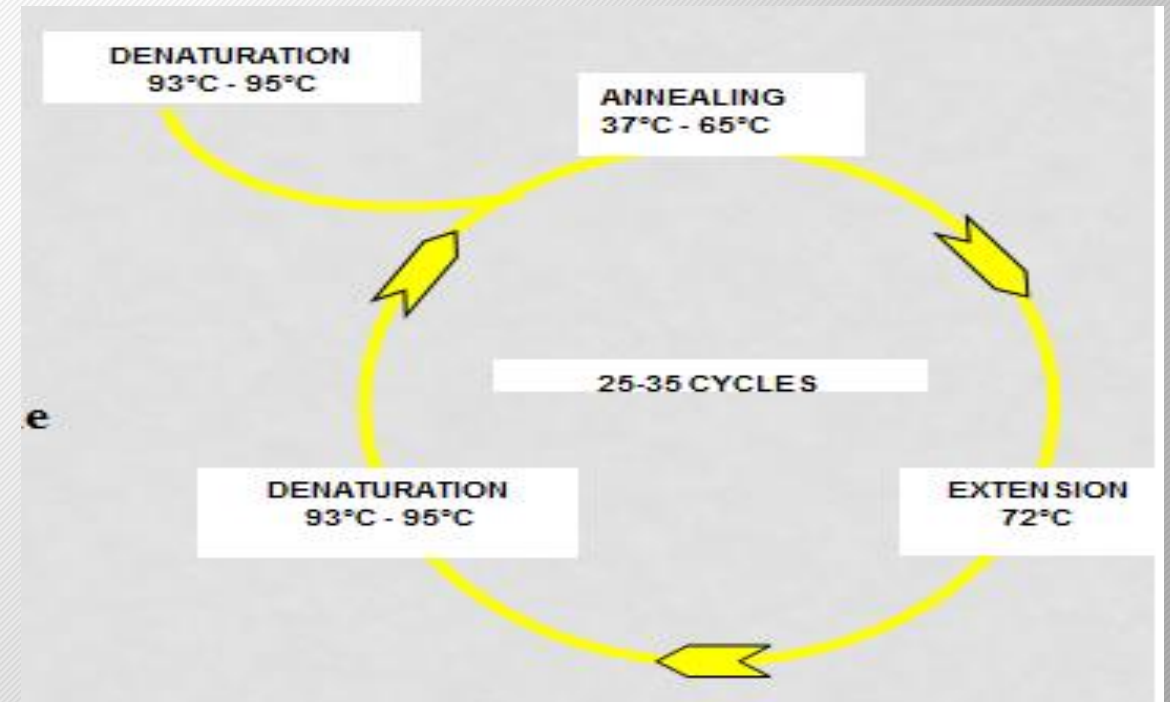 DENATURATION
93°C - 95°C
ANNEALING
37°C - 65°C
25-35 CYCLES
DENATURATION
93°C - 95°C
EXTENSION
72°C